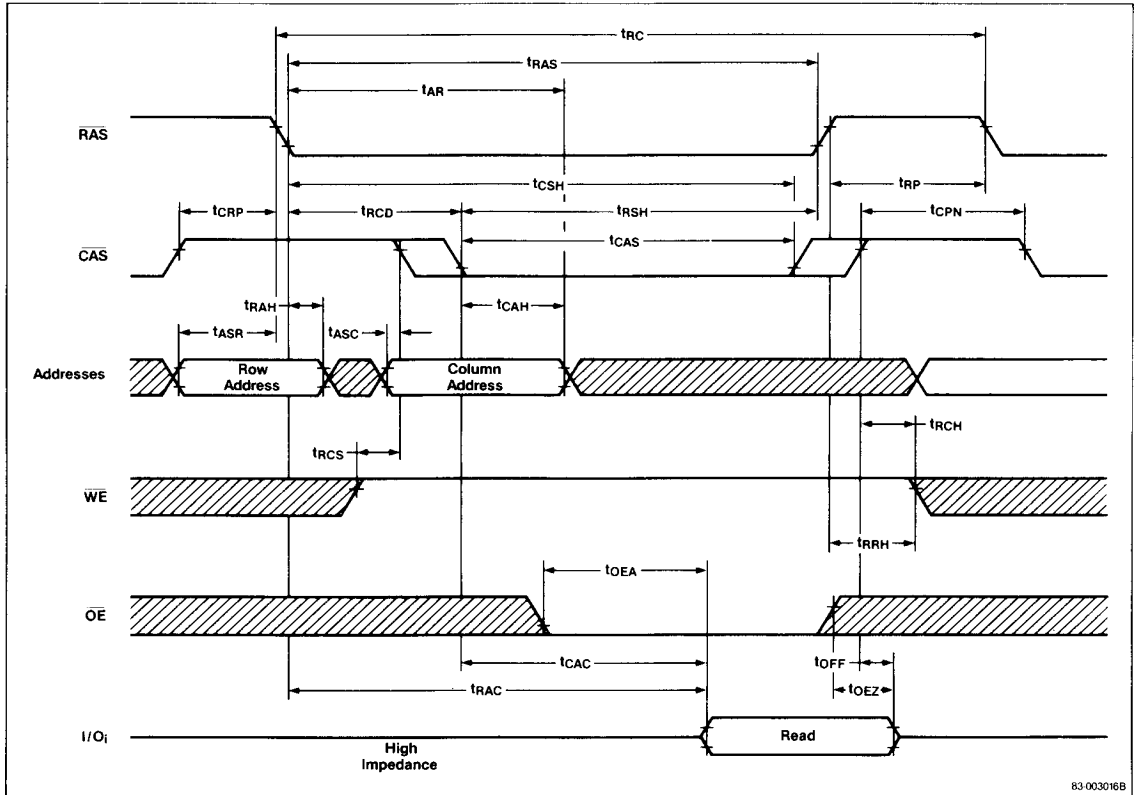 tRC
tRAS
tAR
RAS
tCSH
tRP
tCRP
tRCD
tRSH
tCPN
CAS
tCAS
tRAH
tCAH
tASR
tASC
Addresses
Row
Address
Column
Address
tRCH
tRCS
WE
tRRH
tOEA
OE
tCAC
tOFF
tRAC
tOEZ
I/Oi
High
Impedance
Read
83-003016B